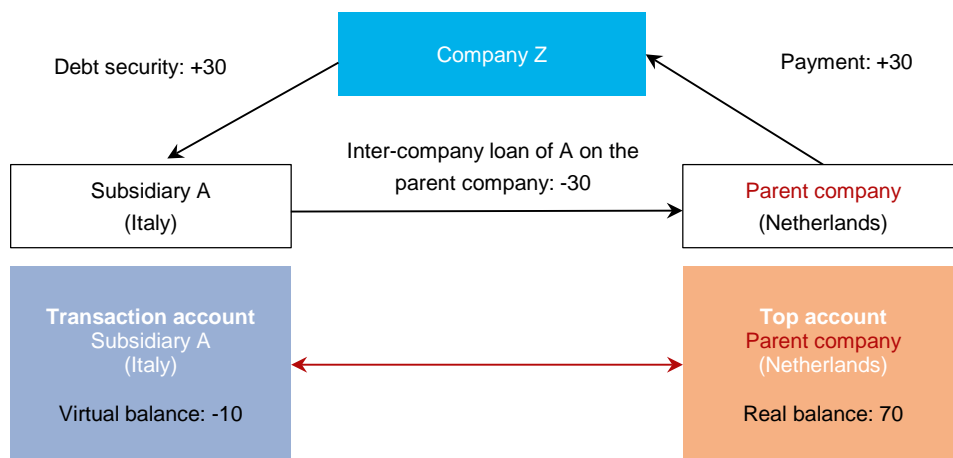 Company Z
Debt security: +30
Payment: +30
Inter-company loan of A on the
parent company: -30
Subsidiary A
(Italy)
Parent company
(Netherlands)
Transaction account
Subsidiary A
(Italy)
Virtual balance: -10
Top account
Parent company
(Netherlands)
Real balance: 70